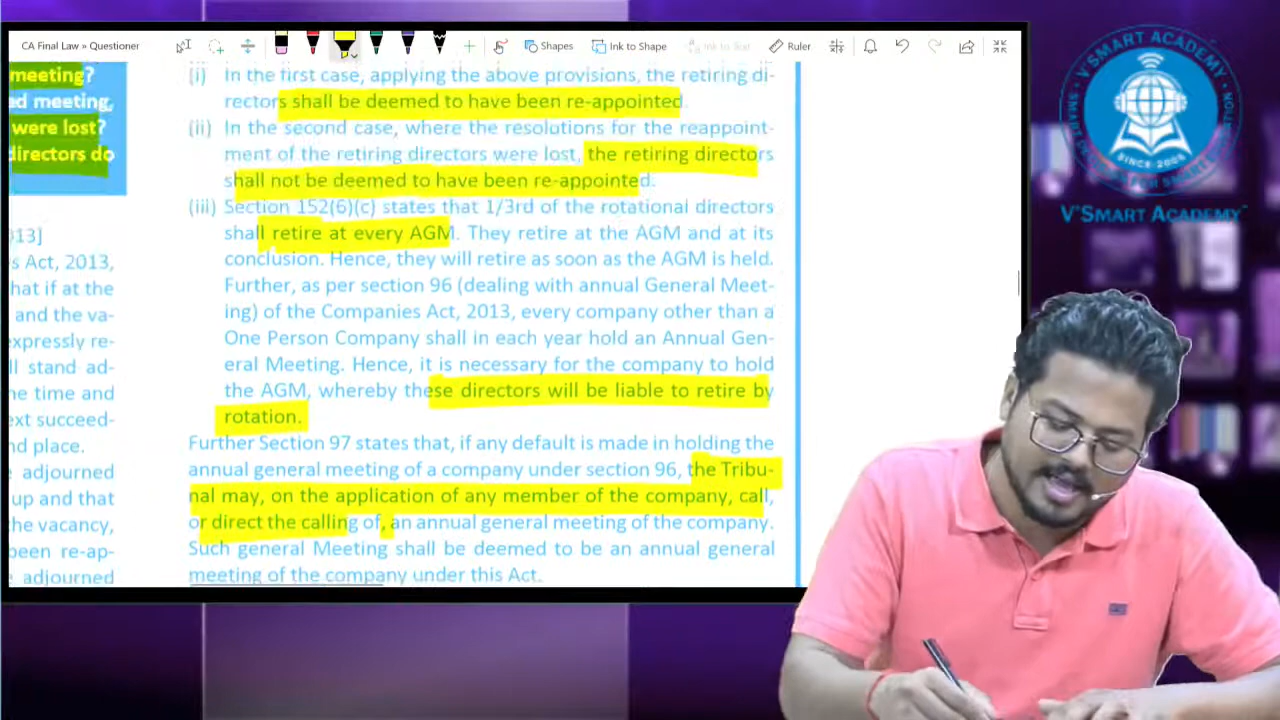 CA Final Law » Questioner
Shapes
Ink to Shape
Ink to Text
Ruler
meeting?
ed meeting,
were lost?
directors do
013]
s Act, 2013,
hat if at the
and the va-
expressly re-
ll stand ad-
ne time and
ext succeed-
nd place.
e adjourned
up and that
the vacancy,
been re-ap-
e adjourned
(i) In the first case, applying the above provisions, the retiring di-
rectors shall be deemed to have been re-appointed.
(ii) In the second case, where the resolutions for the reappoint-
ment of the retiring directors were lost, the retiring directors
shall not be deemed to have been re-appointed.
(iii) Section 152(6)(c) states that 1/3rd of the rotational directors
shall retire at every AGM. They retire at the AGM and at its
conclusion. Hence, they will retire as soon as the AGM is held.
Further, as per section 96 (dealing with annual General Meet-
ing) of the Companies Act, 2013, every company other than a
One Person Company shall in each year hold an Annual Gen-
eral Meeting. Hence, it is necessary for the company to hold
the AGM, whereby these directors will be liable to retire by
rotation.
Further Section 97 states that, if any default is made in holding the
annual general meeting of a company under section 96, the Tribu-
nal may, on the application of any member of the company, call,
or direct the calling of, an annual general meeting of the company.
Such general Meeting shall be deemed to be an annual general
meeting of the company under this Act.
V'SMART ACADEMY
SINCE 2006
V'Smart Academy